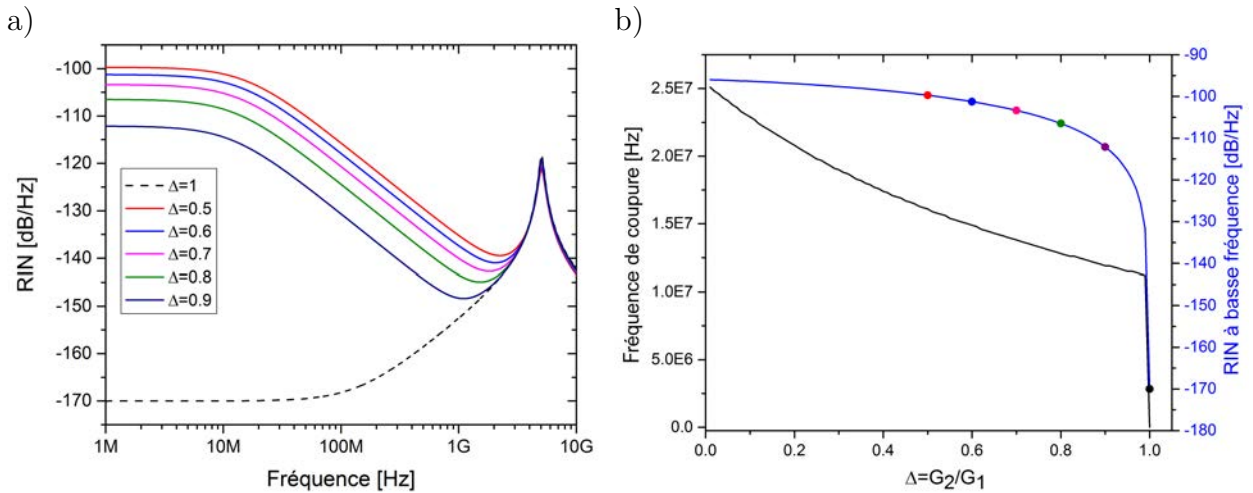 a)
-100
-110
-120
-130
-140
-150
-160
-170
RIN [dB/Hz]
Δ=1
Δ=0.5
Δ=0.6
Δ=0.7
Δ=0.8
Δ=0.9
1M
10M
100M
1G
10G
Fréquence [Hz]
b)
2.5E7
2.0E7
1.5E7
1.0E7
5.0E6
0.0
Fréquence de coupure [Hz]
0.0
0.2
0.4
0.6
0.8
1.0
Δ=G₂/G₁
-90
-100
-110
-120
-130
-140
-150
-160
-170
-180
RIN à basse fréquence [dB/Hz]